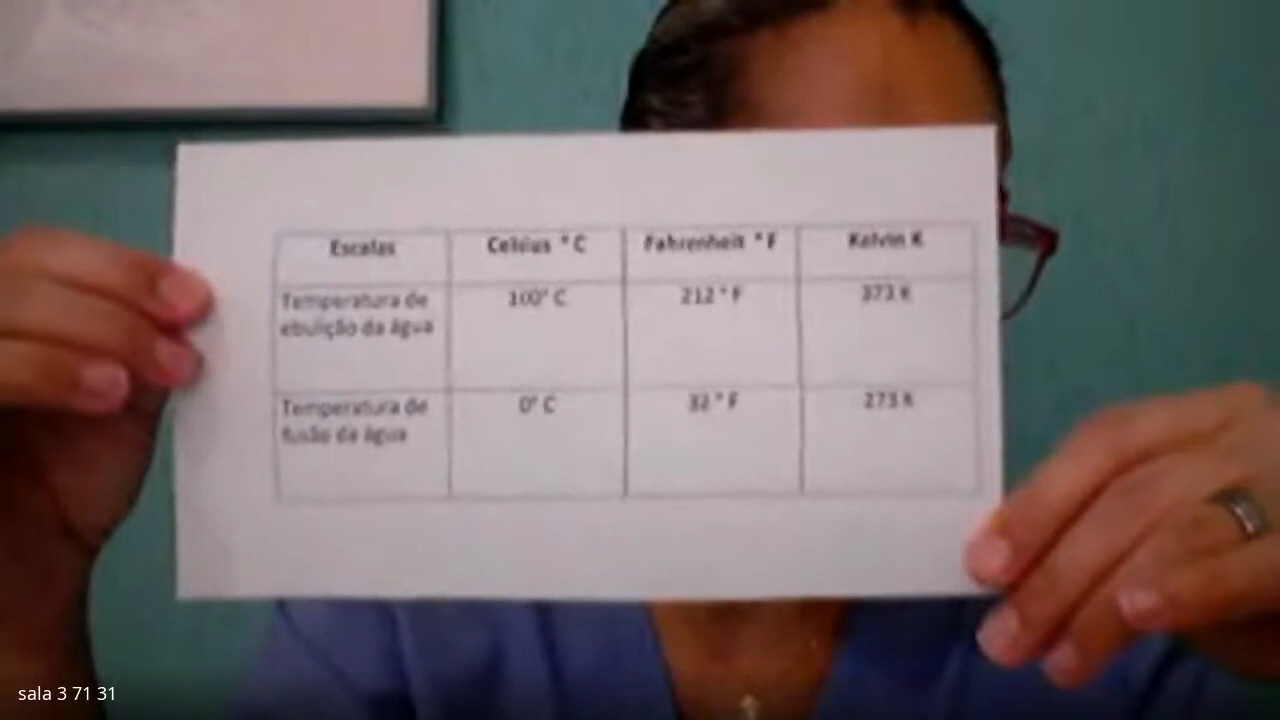 Escalas Celsius ° C Fahrenheit ° F Kelvin K
Temperatura de 100° C 212 ° F 373 K
ebulição da água
Temperatura de 0° C 32 ° F 273 K
fusão da água
sala 3 71 31